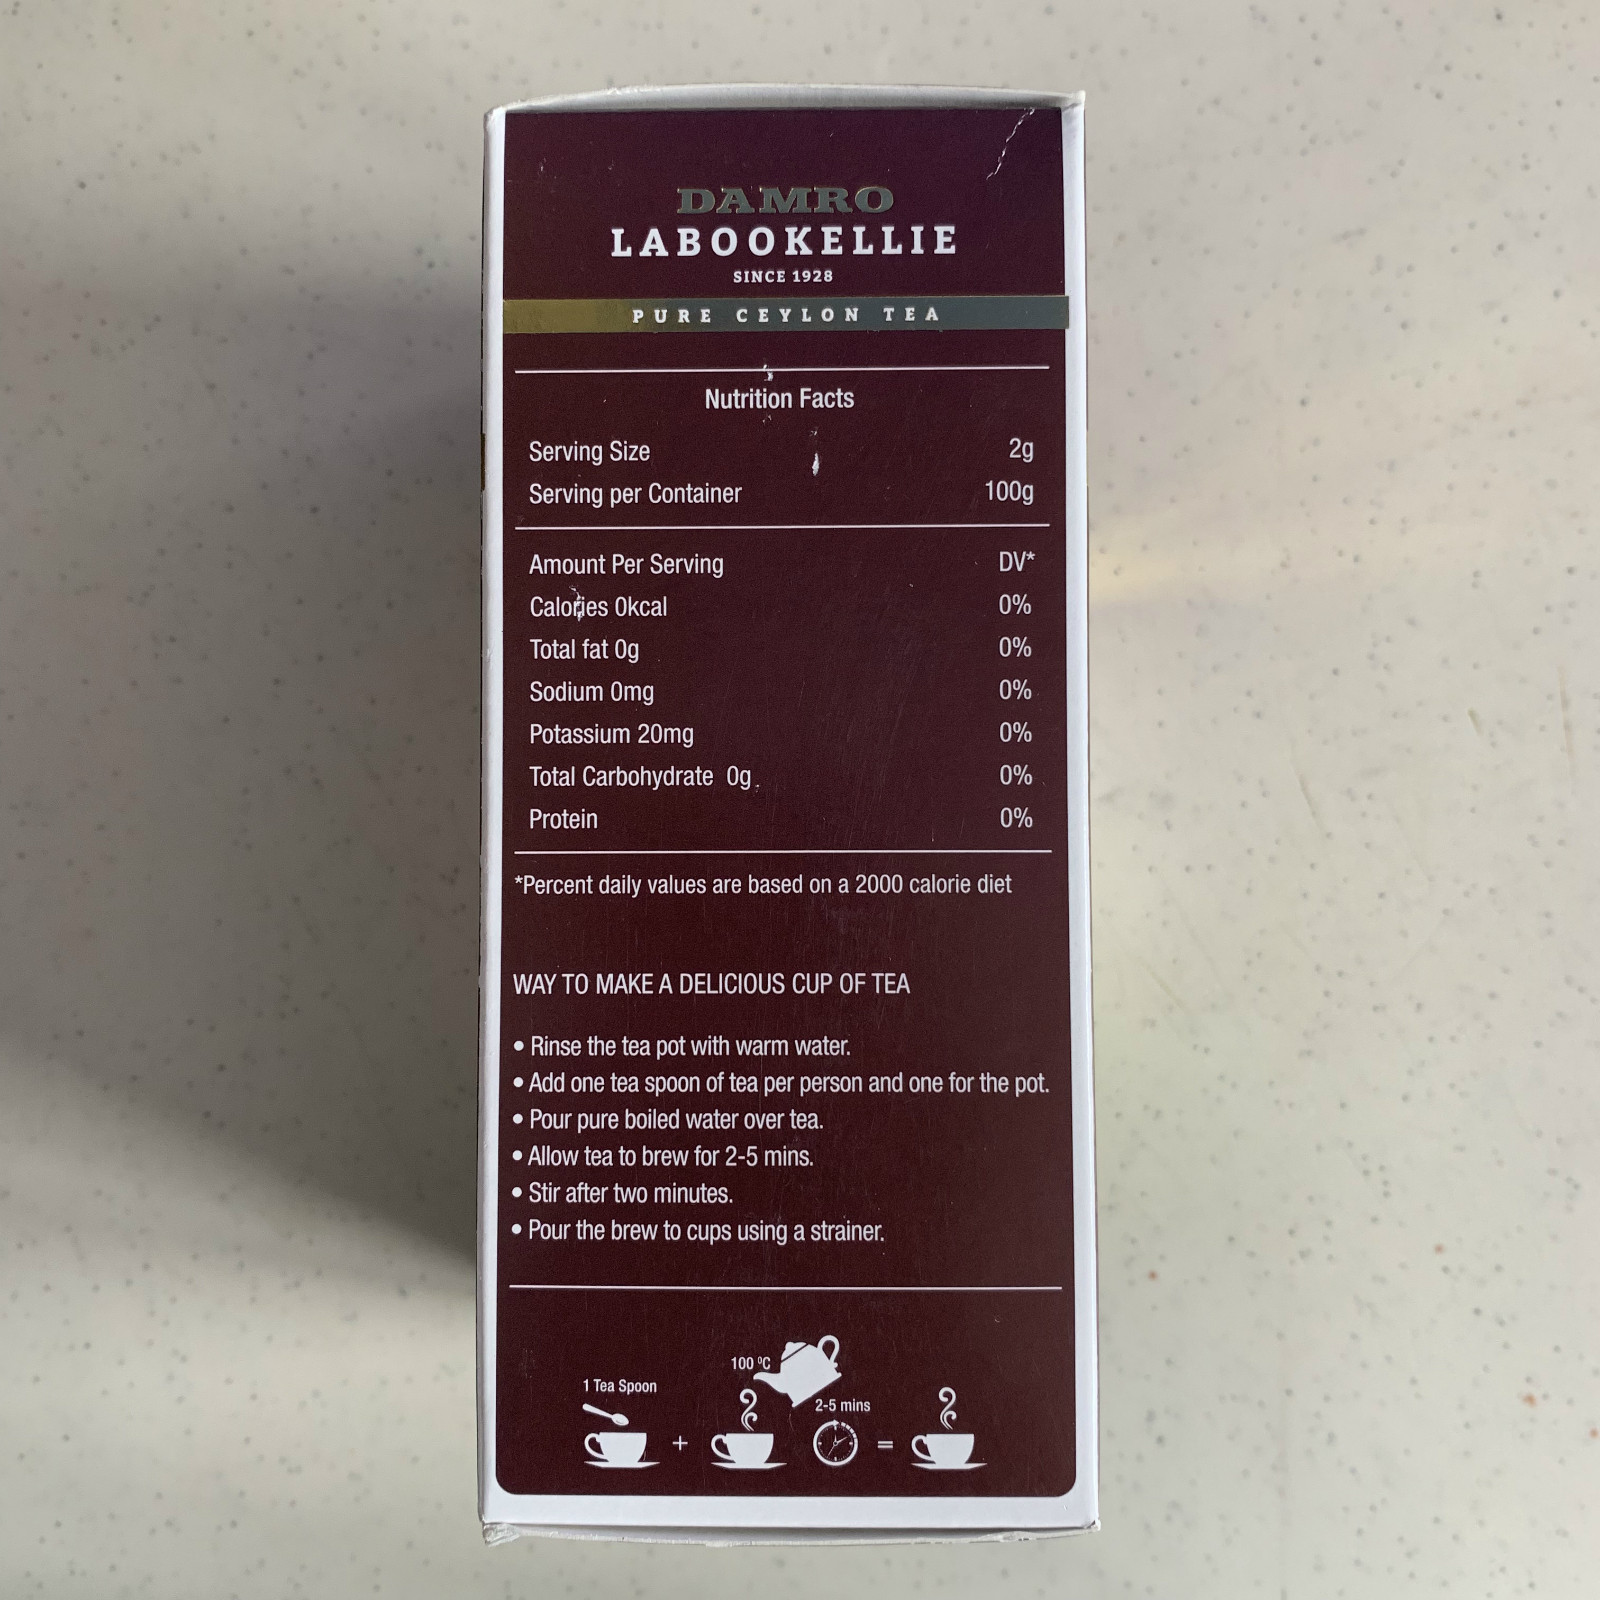 DAMRO
LABOOKELLIE
SINCE 1928
PURE CEYLON TEA
Nutrition Facts
Serving Size 2g
Serving per Container 100g
Amount Per Serving DV*
Calories 0kcal 0%
Total fat 0g 0%
Sodium 0mg 0%
Potassium 20mg 0%
Total Carbohydrate 0g 0%
Protein 0%
*Percent daily values are based on a 2000 calorie diet
WAY TO MAKE A DELICIOUS CUP OF TEA
• Rinse the tea pot with warm water.
• Add one tea spoon of tea per person and one for the pot.
• Pour pure boiled water over tea.
• Allow tea to brew for 2-5 mins.
• Stir after two minutes.
• Pour the brew to cups using a strainer.
100 ºC
1 Tea Spoon
2-5 mins
+ =